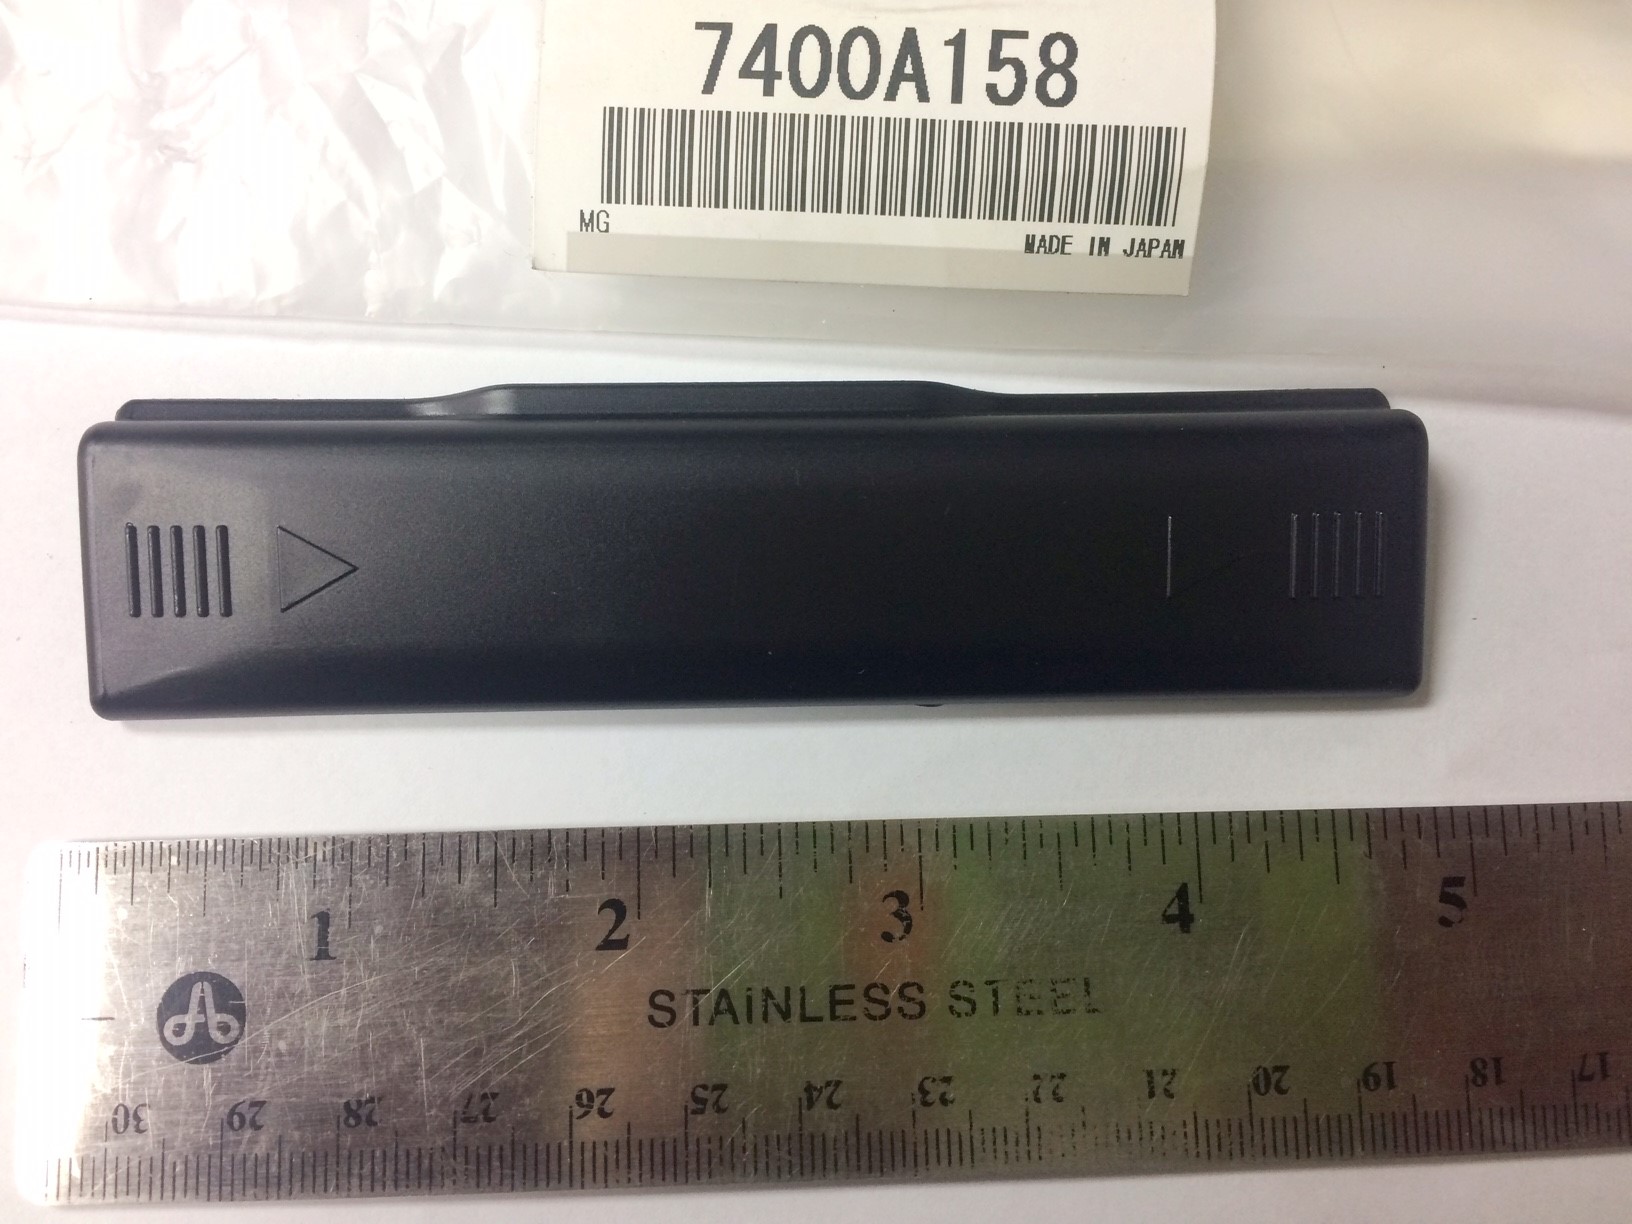 7400A158
MG
MADE IN JAPAN
1 2 3 4 5
STAINLESS STEEL
30 29 28 27 26 25 24 23 22 21 20 19 18 17